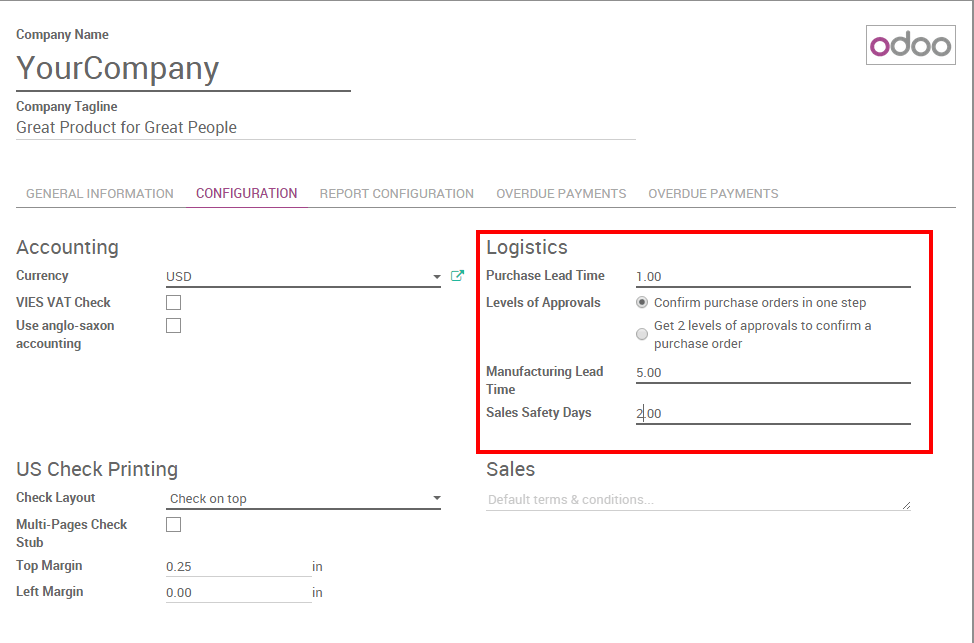 Company Name
odoo
YourCompany
Company Tagline
Great Product for Great People
GENERAL INFORMATION CONFIGURATION REPORT CONFIGURATION OVERDUE PAYMENTS OVERDUE PAYMENTS
Accounting
Currency USD
VIES VAT Check
Use anglo-saxon
accounting
Logistics
Purchase Lead Time 1.00
Levels of Approvals Confirm purchase orders in one step
Get 2 levels of approvals to confirm a
purchase order
Manufacturing Lead 5.00
Time
Sales Safety Days 2.00
US Check Printing
Check Layout Check on top
Multi-Pages Check
Stub
Top Margin 0.25 in
Left Margin 0.00 in
Sales
Default terms & conditions...